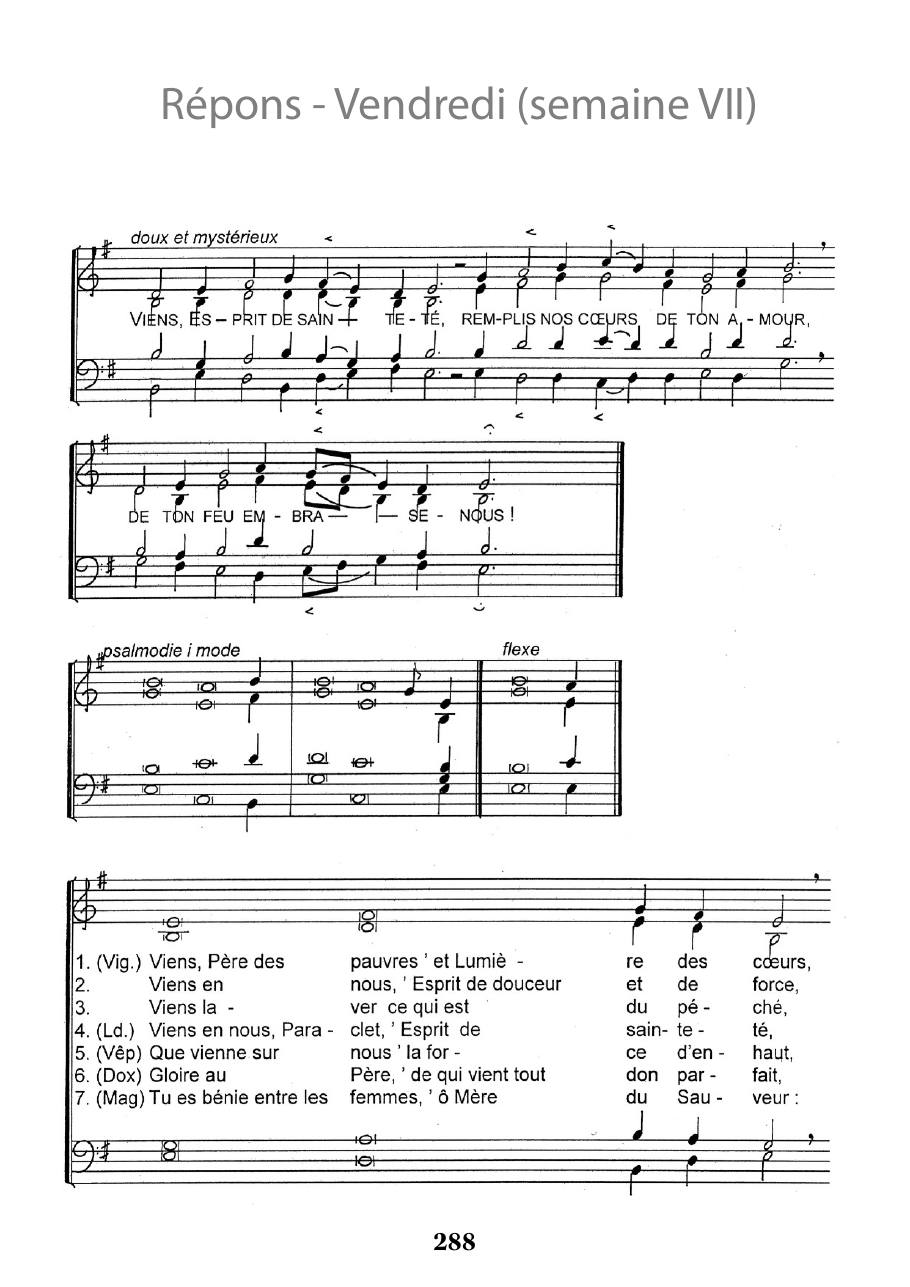 Répons - Vendredi (semaine VII)
doux et mystérieux
VIENS, ES – PRIT DE SAIN — TE - TÉ, REM-PLIS NOS CŒURS DE TON A - MOUR,
DE TON FEU EM - BRA — — SE - NOUS !
psalmodie i mode flexe
1. (Vig.) Viens, Père des pauvres ’ et Lumiè - re des cœurs,
2. Viens en nous, ’ Esprit de douceur et de force,
3. Viens la - ver ce qui est du pé - ché,
4. (Ld.) Viens en nous, Para - clet, ’ Esprit de sain- te - té,
5. (Vêp) Que vienne sur nous ’ la for - ce d’en - haut,
6. (Dox) Gloire au Père, ’ de qui vient tout don par - fait,
7. (Mag) Tu es bénie entre les femmes, ’ ô Mère du Sau - veur :
288